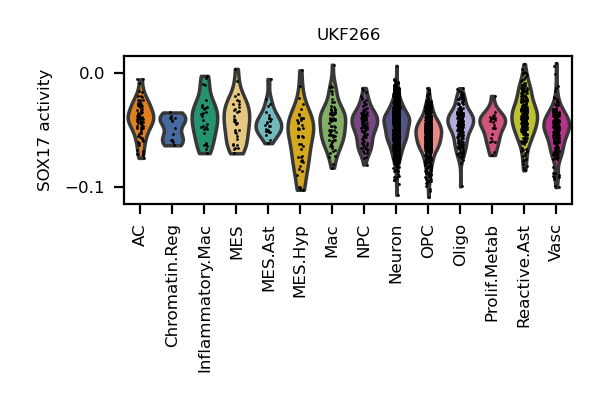 UKF266
SOX17 activity
0.0
−0.1
AC
Chromatin.Reg
Inflammatory.Mac
MES
MES.Ast
MES.Hyp
Mac
NPC
Neuron
OPC
Oligo
Prolif.Metab
Reactive.Ast
Vasc